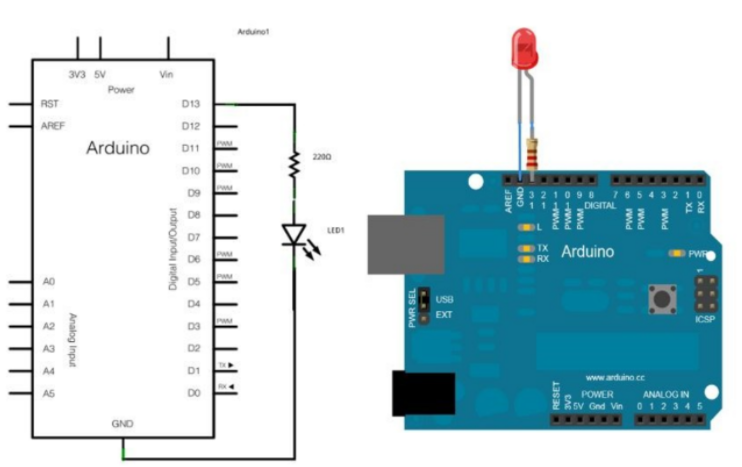 Arduino1
3V3 5V Vin
Power
RST
AREF
Arduino
D13
D12
D11 PWM
D10 PWM
D9 PWM
D8
D7
D6 PWM
D5 PWM
D4
D3 PWM
D2
D1 TX ▶
D0 RX ◀
Digital Input/Output
A0
A1
A2
A3
A4
A5
Analog Input
GND
220Ω
LED1
AREF
GND
13
12
PWM 11
PWM 10
PWM 9
8
DIGITAL
7
PWM 6
PWM 5
4
PWM 3
2
TX 1
RX 0
L
TX
RX
Arduino
PWR
PWR SEL
USB
EXT
1
ICSP
www.arduino.cc
POWER
ANALOG IN
RESET
3V3
5V Gnd Vin
0 1 2 3 4 5